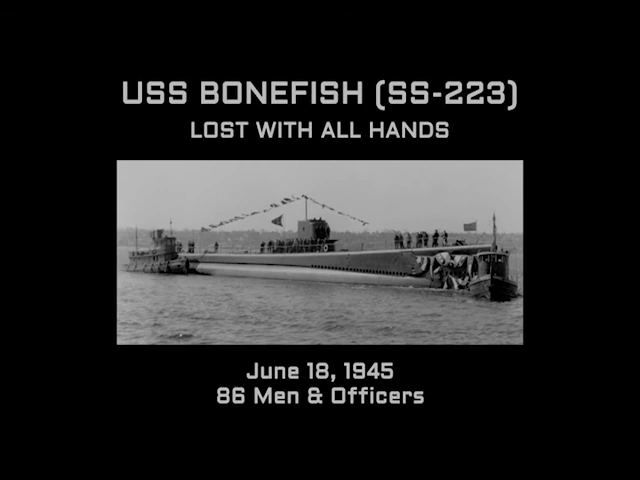 USS BONEFISH (SS-223)
LOST WITH ALL HANDS
June 18, 1945
86 Men & Officers